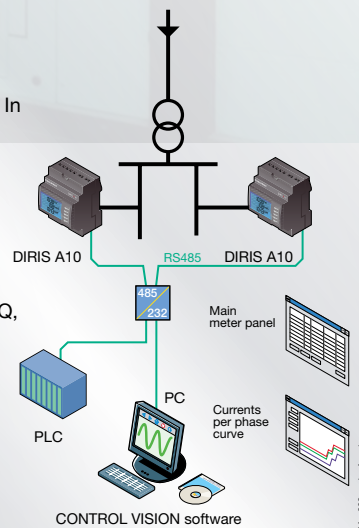 In
DIRIS A10
RS485
DIRIS A10
485
232
Q,
Main
meter panel
PLC
PC
Currents
per phase
curve
CONTROL VISION software